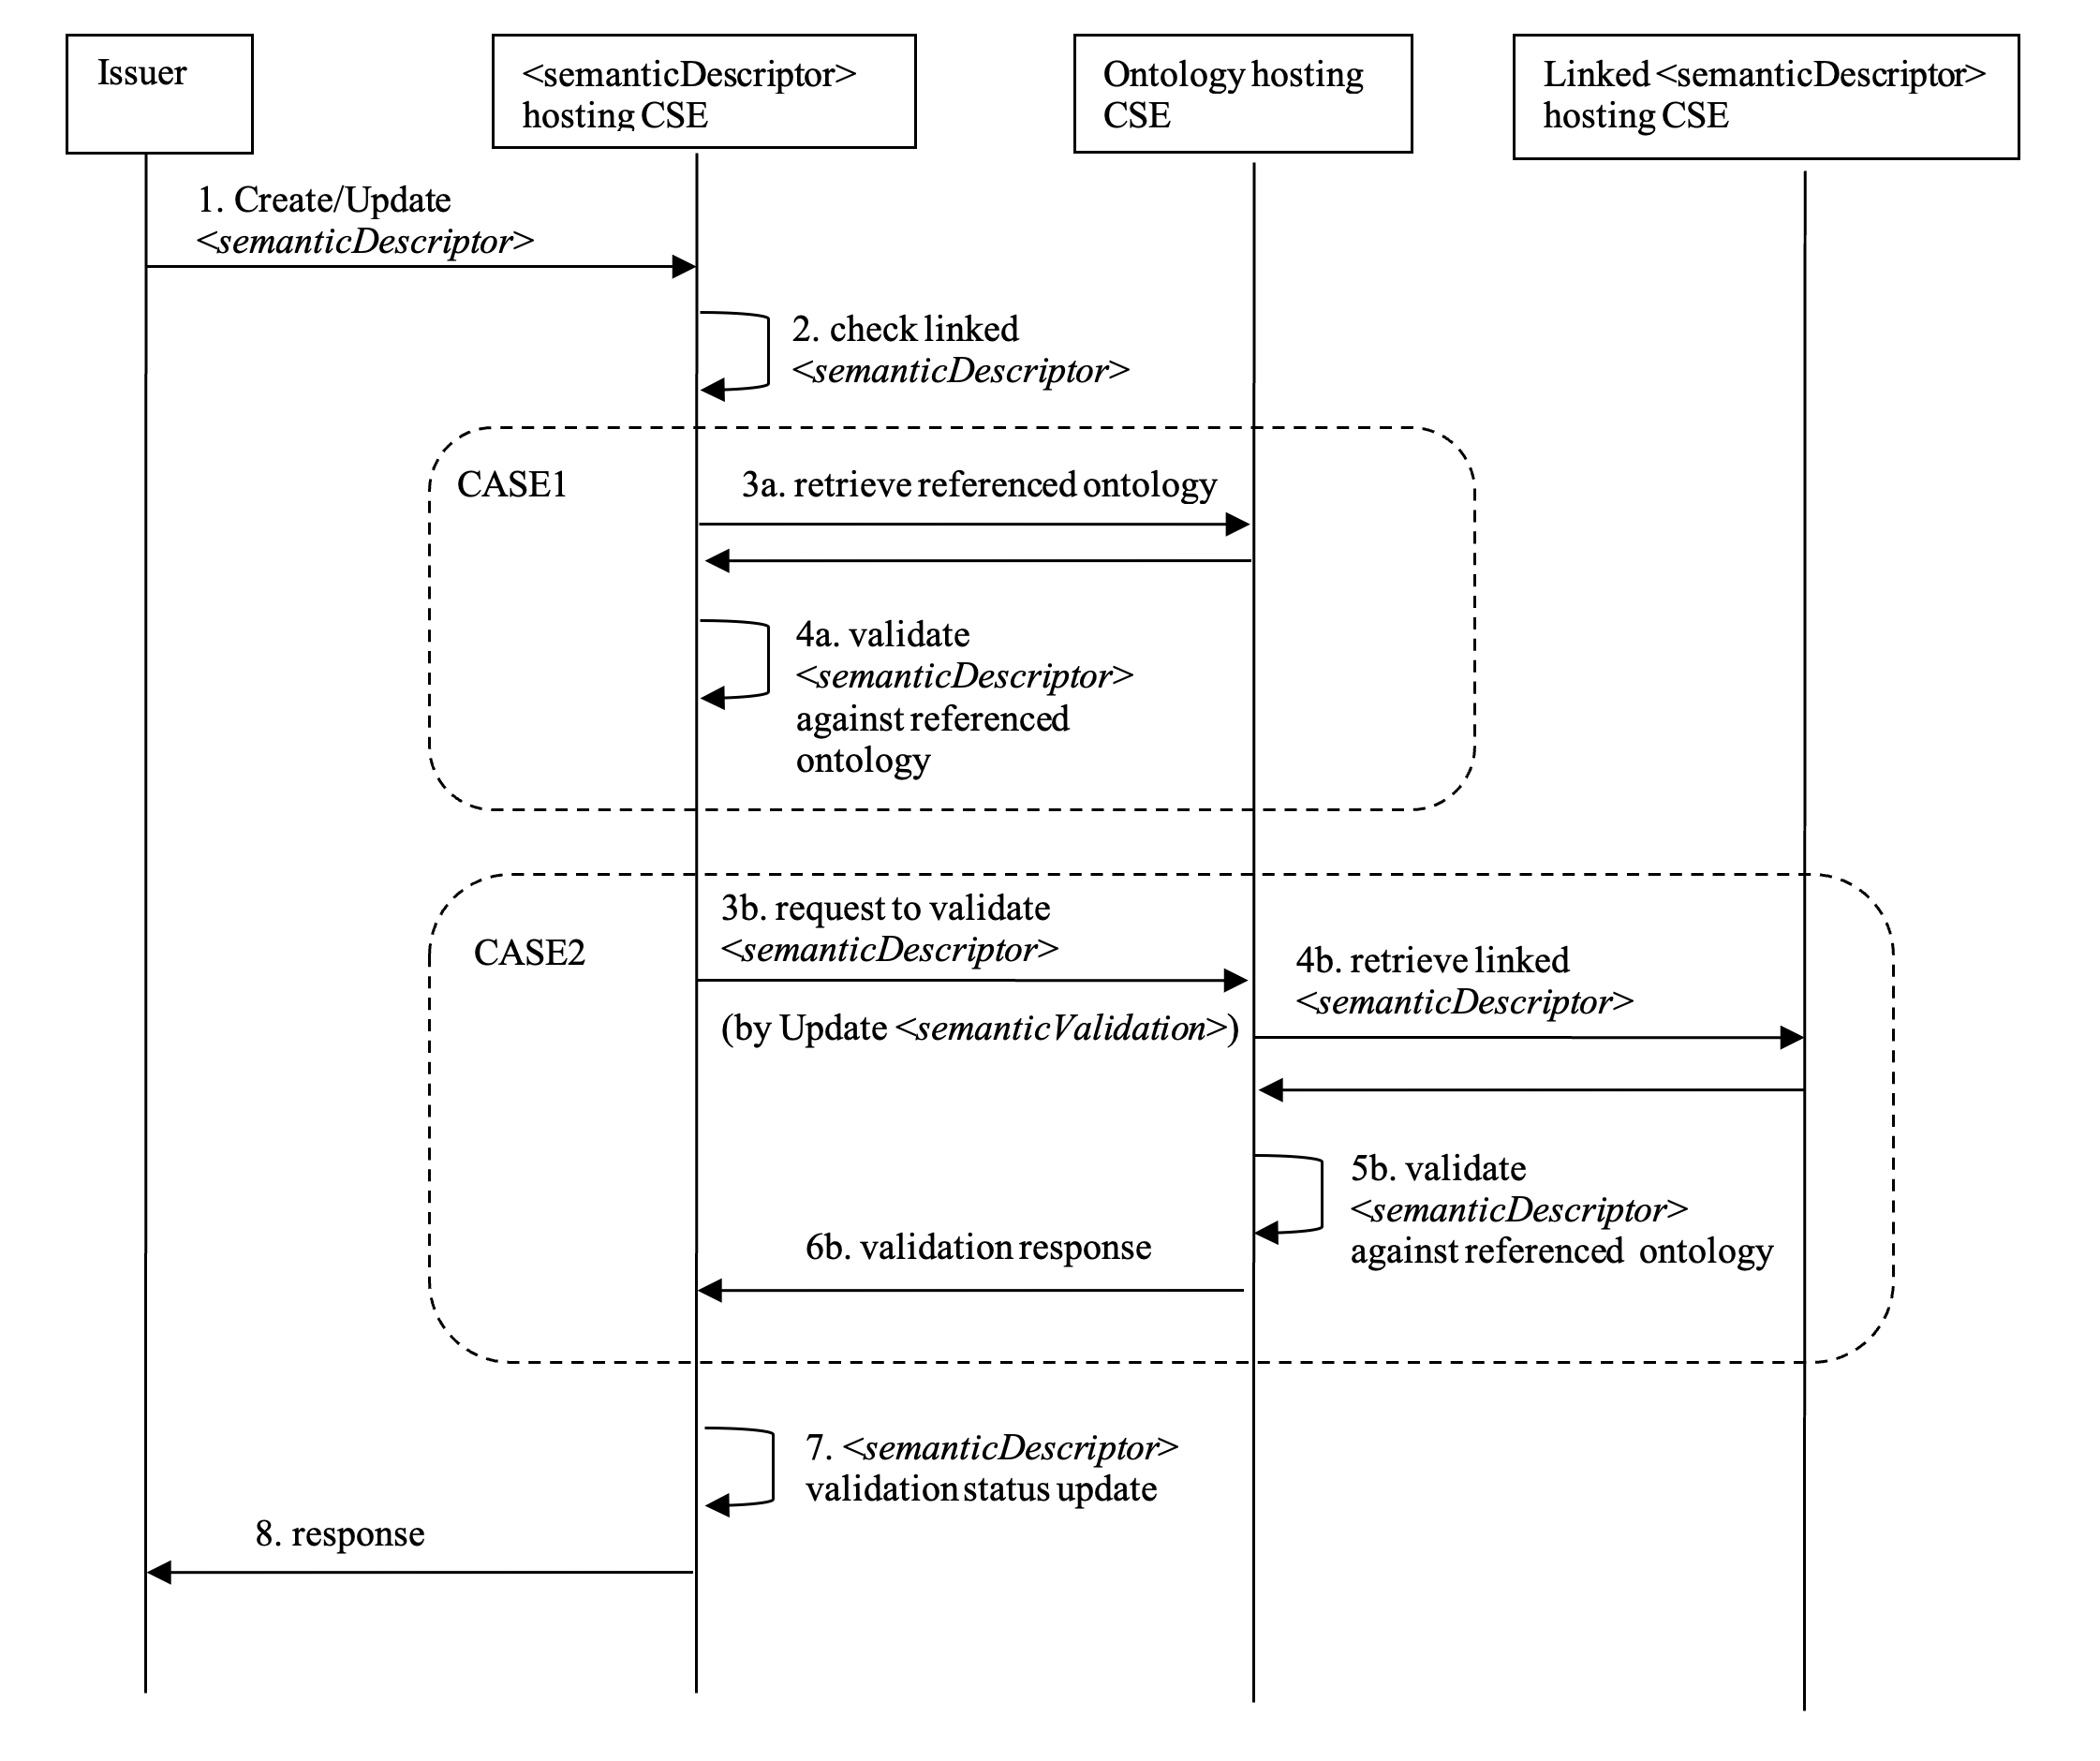 Issuer
<semanticDescriptor>
hosting CSE
Ontology hosting
CSE
Linked <semanticDescriptor>
hosting CSE
1. Create/Update
<semanticDescriptor>
2. check linked
<semanticDescriptor>
CASE1
3a. retrieve referenced ontology
4a. validate
<semanticDescriptor>
against referenced
ontology
CASE2
3b. request to validate
<semanticDescriptor>
(by Update <semanticValidation>)
4b. retrieve linked
<semanticDescriptor>
5b. validate
<semanticDescriptor>
against referenced ontology
6b. validation response
7. <semanticDescriptor>
validation status update
8. response